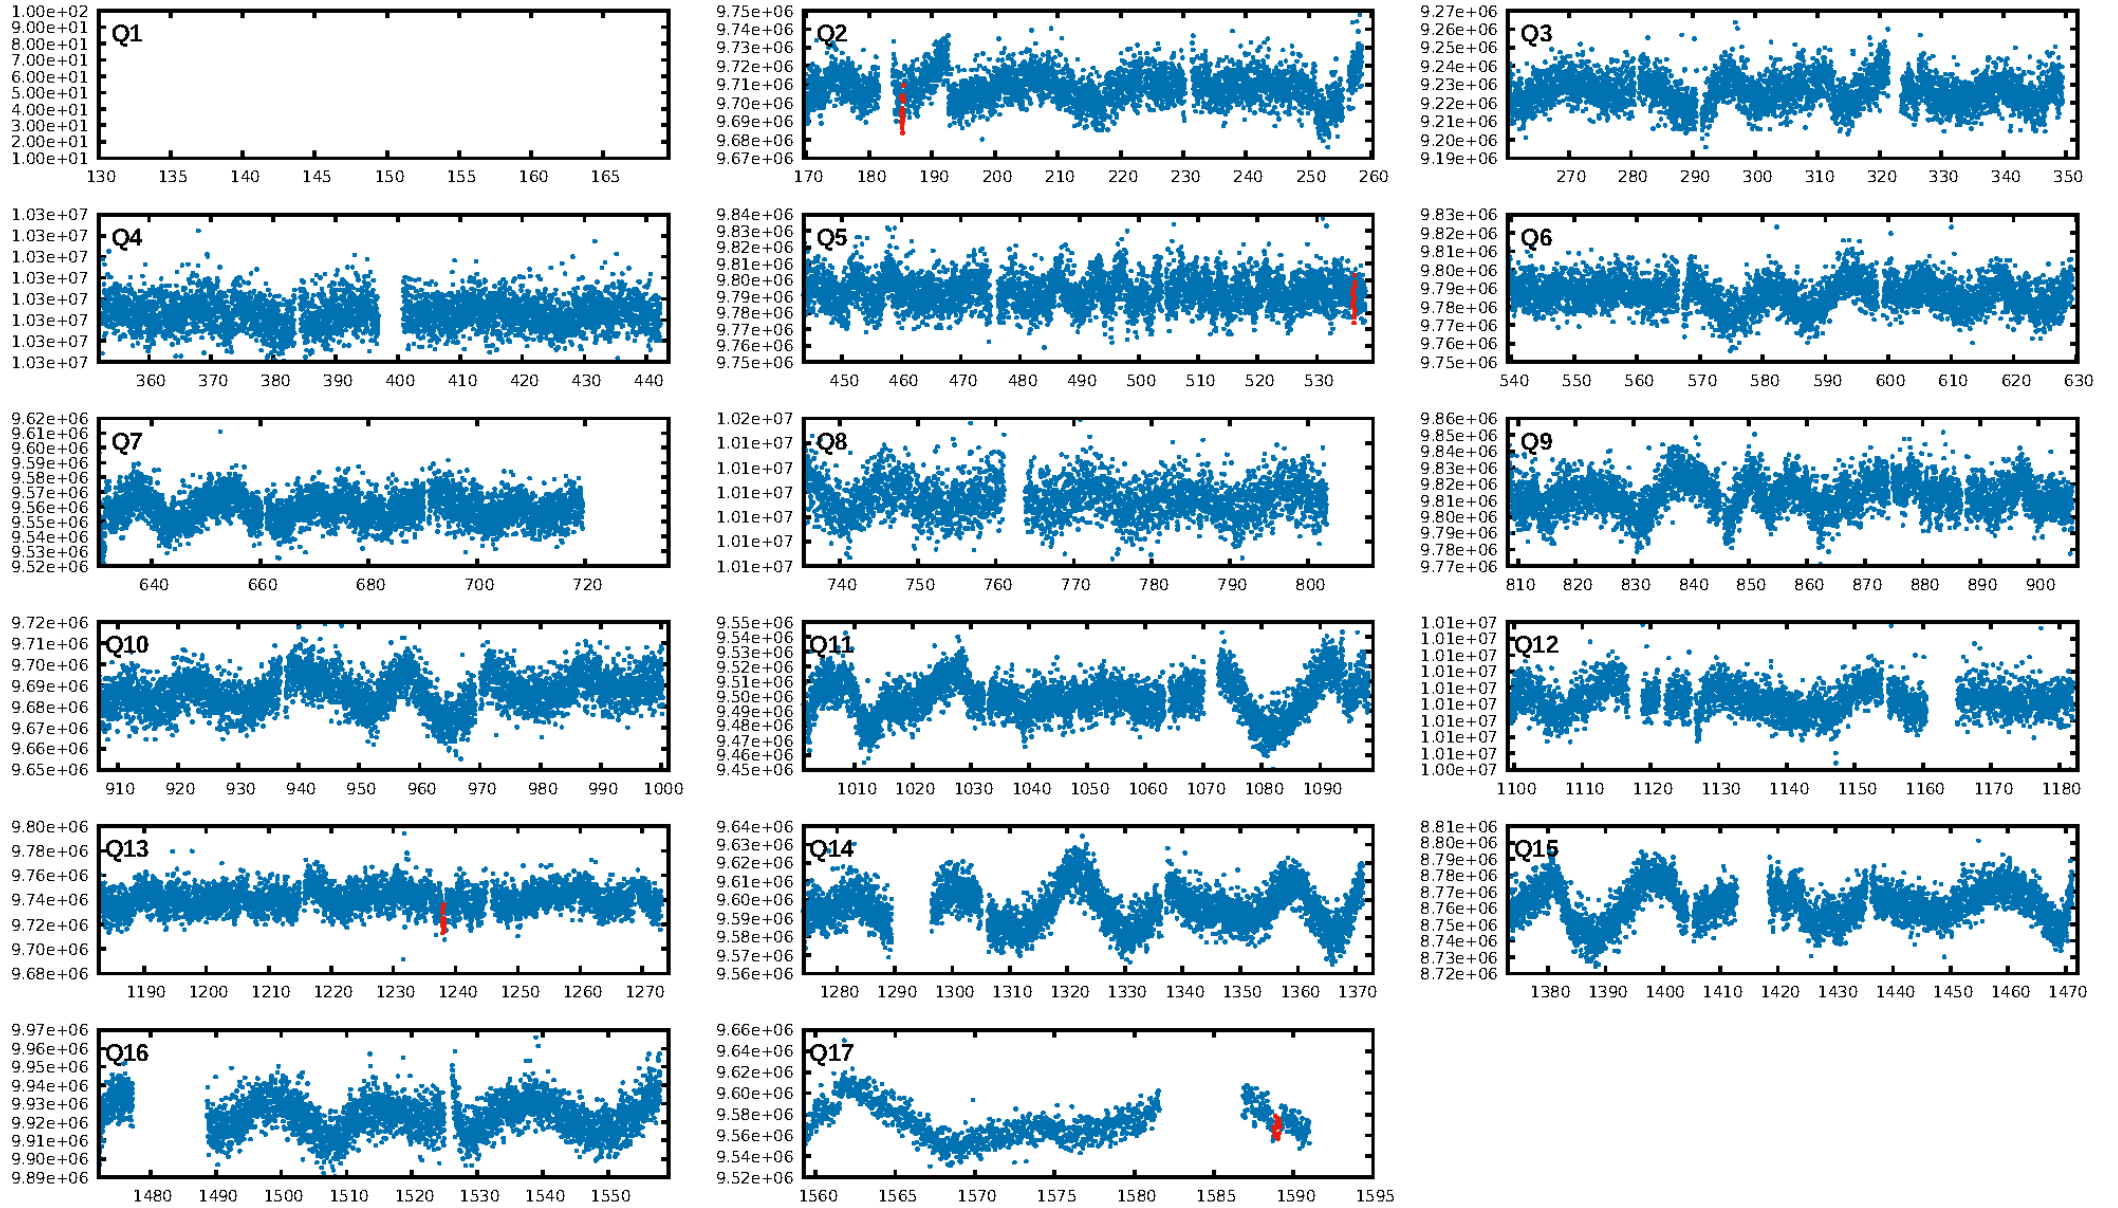 Q1
1.00e+02
9.00e+01
8.00e+01
7.00e+01
6.00e+01
5.00e+01
4.00e+01
3.00e+01
2.00e+01
1.00e+01
130 135 140 145 150 155 160 165
Q2
9.75e+06
9.74e+06
9.73e+06
9.72e+06
9.71e+06
9.70e+06
9.69e+06
9.68e+06
9.67e+06
170 180 190 200 210 220 230 240 250 260
Q3
9.27e+06
9.26e+06
9.25e+06
9.24e+06
9.23e+06
9.22e+06
9.21e+06
9.20e+06
9.19e+06
270 280 290 300 310 320 330 340 350
Q4
1.03e+07
1.03e+07
1.03e+07
1.03e+07
1.03e+07
1.03e+07
1.03e+07
1.03e+07
360 370 380 390 400 410 420 430 440
Q5
9.84e+06
9.83e+06
9.82e+06
9.81e+06
9.80e+06
9.79e+06
9.78e+06
9.77e+06
9.76e+06
9.75e+06
450 460 470 480 490 500 510 520 530
Q6
9.83e+06
9.82e+06
9.81e+06
9.80e+06
9.79e+06
9.78e+06
9.77e+06
9.76e+06
9.75e+06
540 550 560 570 580 590 600 610 620 630
Q7
9.62e+06
9.61e+06
9.60e+06
9.59e+06
9.58e+06
9.57e+06
9.56e+06
9.55e+06
9.54e+06
9.53e+06
9.52e+06
640 660 680 700 720
Q8
1.02e+07
1.01e+07
1.01e+07
1.01e+07
1.01e+07
1.01e+07
1.01e+07
740 750 760 770 780 790 800
Q9
9.86e+06
9.85e+06
9.84e+06
9.83e+06
9.82e+06
9.81e+06
9.80e+06
9.79e+06
9.78e+06
9.77e+06
810 820 830 840 850 860 870 880 890 900
Q10
9.72e+06
9.71e+06
9.70e+06
9.69e+06
9.68e+06
9.67e+06
9.66e+06
9.65e+06
910 920 930 940 950 960 970 980 990 1000
Q11
9.55e+06
9.54e+06
9.53e+06
9.52e+06
9.51e+06
9.50e+06
9.49e+06
9.48e+06
9.47e+06
9.46e+06
9.45e+06
1010 1020 1030 1040 1050 1060 1070 1080 1090
Q12
1.01e+07
1.01e+07
1.01e+07
1.01e+07
1.01e+07
1.01e+07
1.01e+07
1.01e+07
1.01e+07
1.00e+07
1100 1110 1120 1130 1140 1150 1160 1170 1180
Q13
9.80e+06
9.78e+06
9.76e+06
9.74e+06
9.72e+06
9.70e+06
9.68e+06
1190 1200 1210 1220 1230 1240 1250 1260 1270
Q14
9.64e+06
9.63e+06
9.62e+06
9.61e+06
9.60e+06
9.59e+06
9.58e+06
9.57e+06
9.56e+06
1280 1290 1300 1310 1320 1330 1340 1350 1360 1370
Q15
8.81e+06
8.80e+06
8.79e+06
8.78e+06
8.77e+06
8.76e+06
8.75e+06
8.74e+06
8.73e+06
8.72e+06
1380 1390 1400 1410 1420 1430 1440 1450 1460 1470
Q16
9.97e+06
9.96e+06
9.95e+06
9.94e+06
9.93e+06
9.92e+06
9.91e+06
9.90e+06
9.89e+06
1480 1490 1500 1510 1520 1530 1540 1550
Q17
9.66e+06
9.64e+06
9.62e+06
9.60e+06
9.58e+06
9.56e+06
9.54e+06
9.52e+06
1560 1565 1570 1575 1580 1585 1590 1595